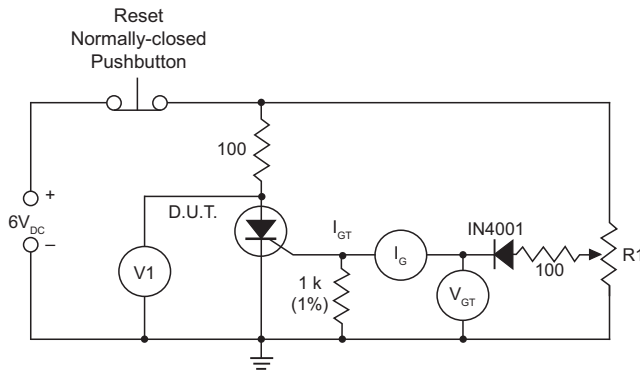 Reset
Normally-closed
Pushbutton
100
+
6V DC
–
D.U.T.
V1
I GT
1 k
(1%)
I G
IN4001
V GT
100
R1